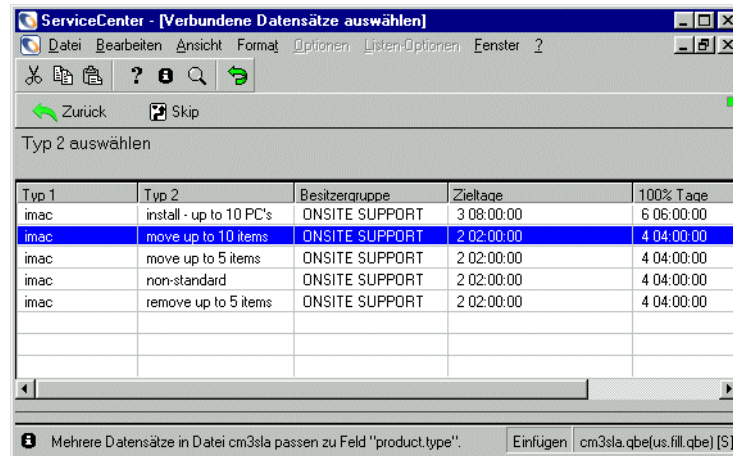 ServiceCenter - [Verbundene Datensätze auswählen]
Datei Bearbeiten Ansicht Format Optionen Listen-Optionen Fenster ?
Zurück Skip
Typ 2 auswählen
Typ 1 Typ 2 Besitzergruppe Zieltage 100% Tage
imac install - up to 10 PC's ONSITE SUPPORT 3 08:00:00 6 06:00:00
imac move up to 10 items ONSITE SUPPORT 2 02:00:00 4 04:00:00
imac move up to 5 items ONSITE SUPPORT 2 02:00:00 4 04:00:00
imac non-standard ONSITE SUPPORT 2 02:00:00 4 04:00:00
imac remove up to 5 items ONSITE SUPPORT 2 02:00:00 4 04:00:00
Mehrere Datensätze in Datei cm3sla passen zu Feld "product.type". Einfügen cm3sla.qbe(us.fill.qbe) [S]